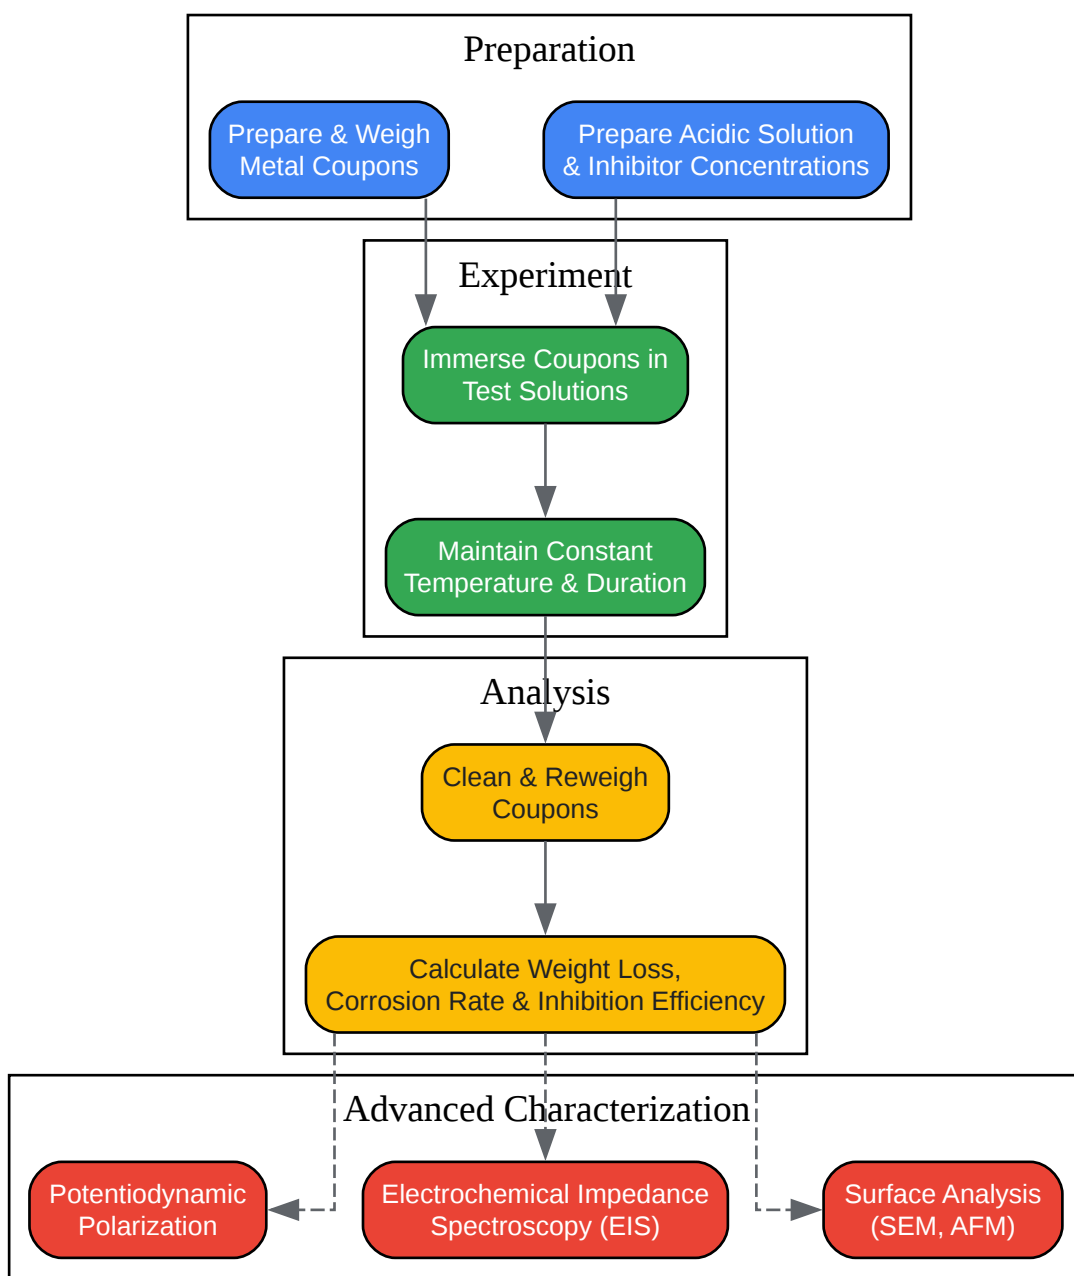 Preparation
Prepare & Weigh
Metal Coupons
Prepare Acidic Solution
& Inhibitor Concentrations
Experiment
Immerse Coupons in
Test Solutions
Maintain Constant
Temperature & Duration
Analysis
Clean & Reweigh
Coupons
Calculate Weight Loss,
Corrosion Rate & Inhibition Efficiency
Advanced Characterization
Potentiodynamic
Polarization
Electrochemical Impedance
Spectroscopy (EIS)
Surface Analysis
(SEM, AFM)